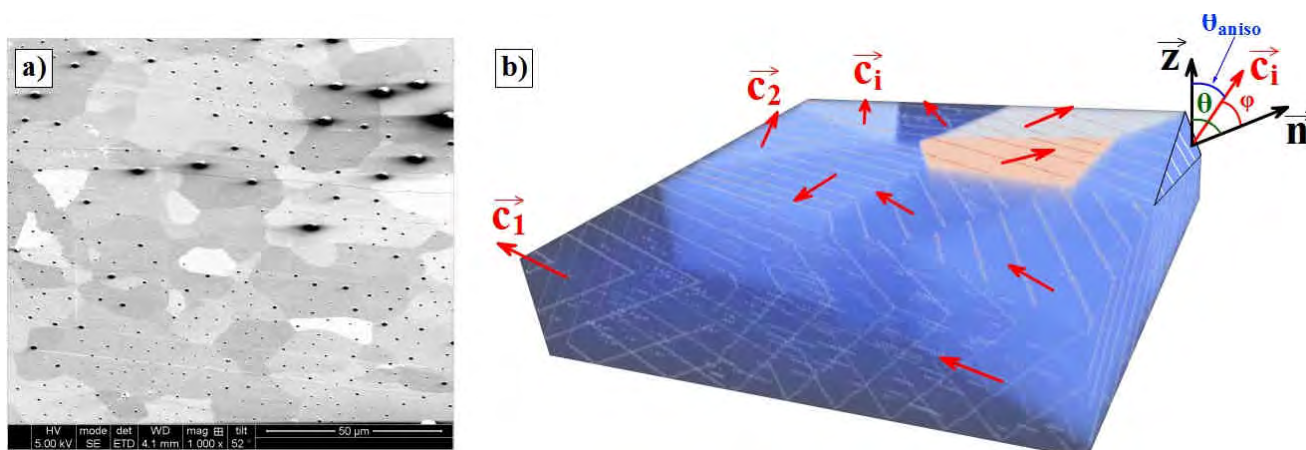 a)
HV mode det WD mag ⊞ tilt
5.00 kV SE ETD 4.1 mm 1 000 x 52 °
50 µm
b)
θaniso
z
ci
θ
φ
n
c2
ci
c1